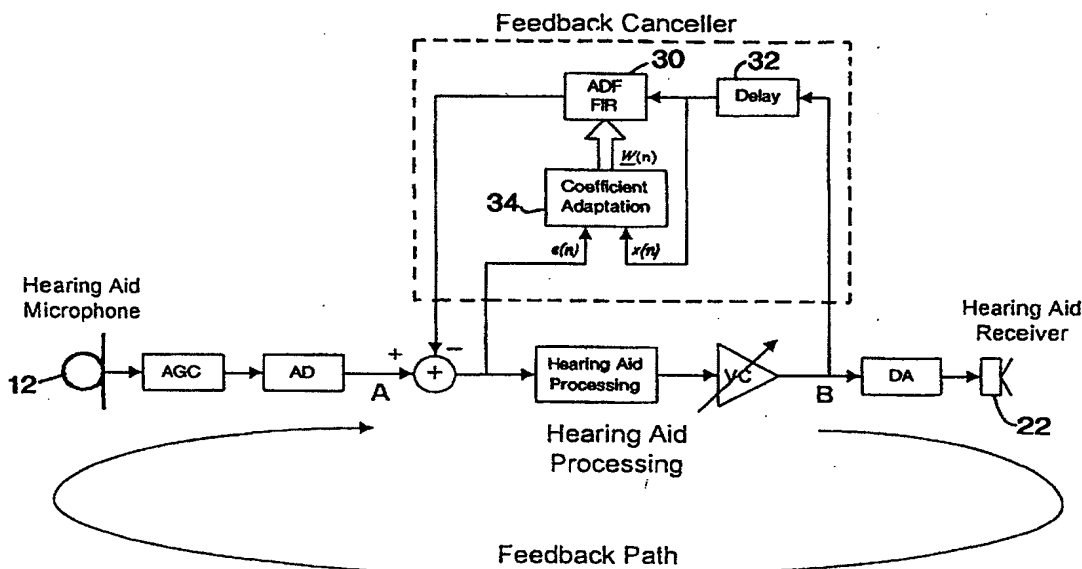 Feedback Canceller
30
32
ADF
FIR
Delay
W(n)
34
Coefficient
Adaptation
e(n)
x(n)
Hearing Aid
Microphone
Hearing Aid
Receiver
12
AGC
AD
+
−
A
+
Hearing Aid
Processing
VC
B
DA
22
Hearing Aid
Processing
Feedback Path